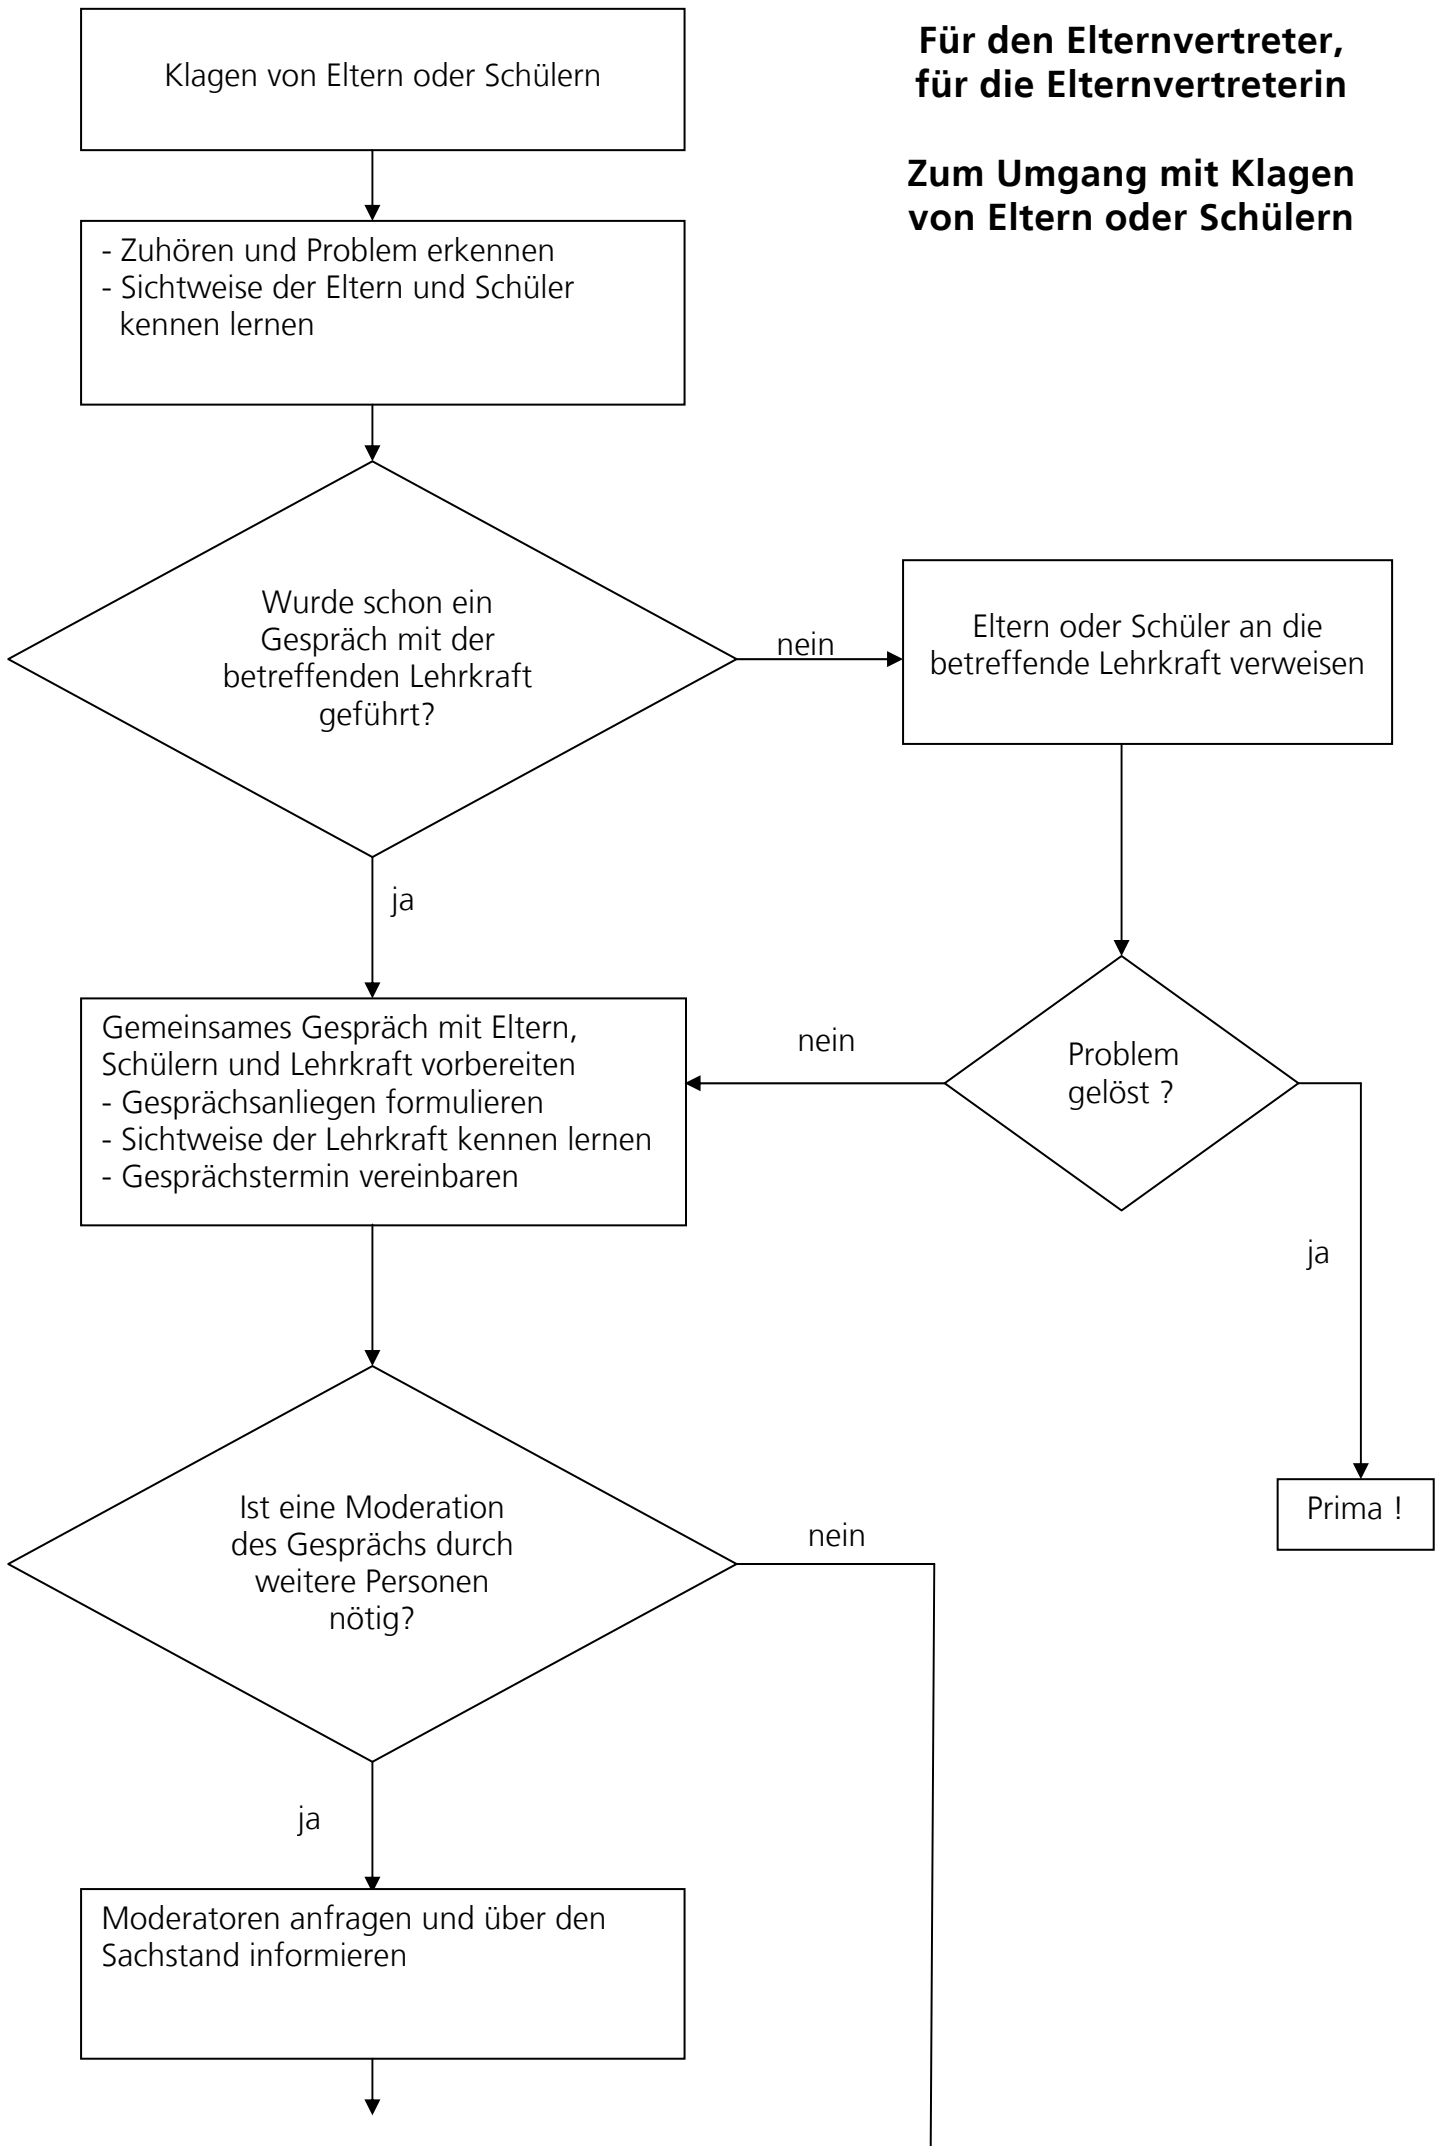 Für den Elternvertreter,
für die Elternvertreterin
Zum Umgang mit Klagen
von Eltern oder Schülern
Klagen von Eltern oder Schülern
- Zuhören und Problem erkennen
- Sichtweise der Eltern und Schüler
kennen lernen
Wurde schon ein
Gespräch mit der
betreffenden Lehrkraft
geführt?
nein
Eltern oder Schüler an die
betreffende Lehrkraft verweisen
ja
Gemeinsames Gespräch mit Eltern,
Schülern und Lehrkraft vorbereiten
- Gesprächsanliegen formulieren
- Sichtweise der Lehrkraft kennen lernen
- Gesprächstermin vereinbaren
nein
Problem
gelöst ?
ja
Prima !
Ist eine Moderation
des Gesprächs durch
weitere Personen
nötig?
nein
ja
Moderatoren anfragen und über den
Sachstand informieren